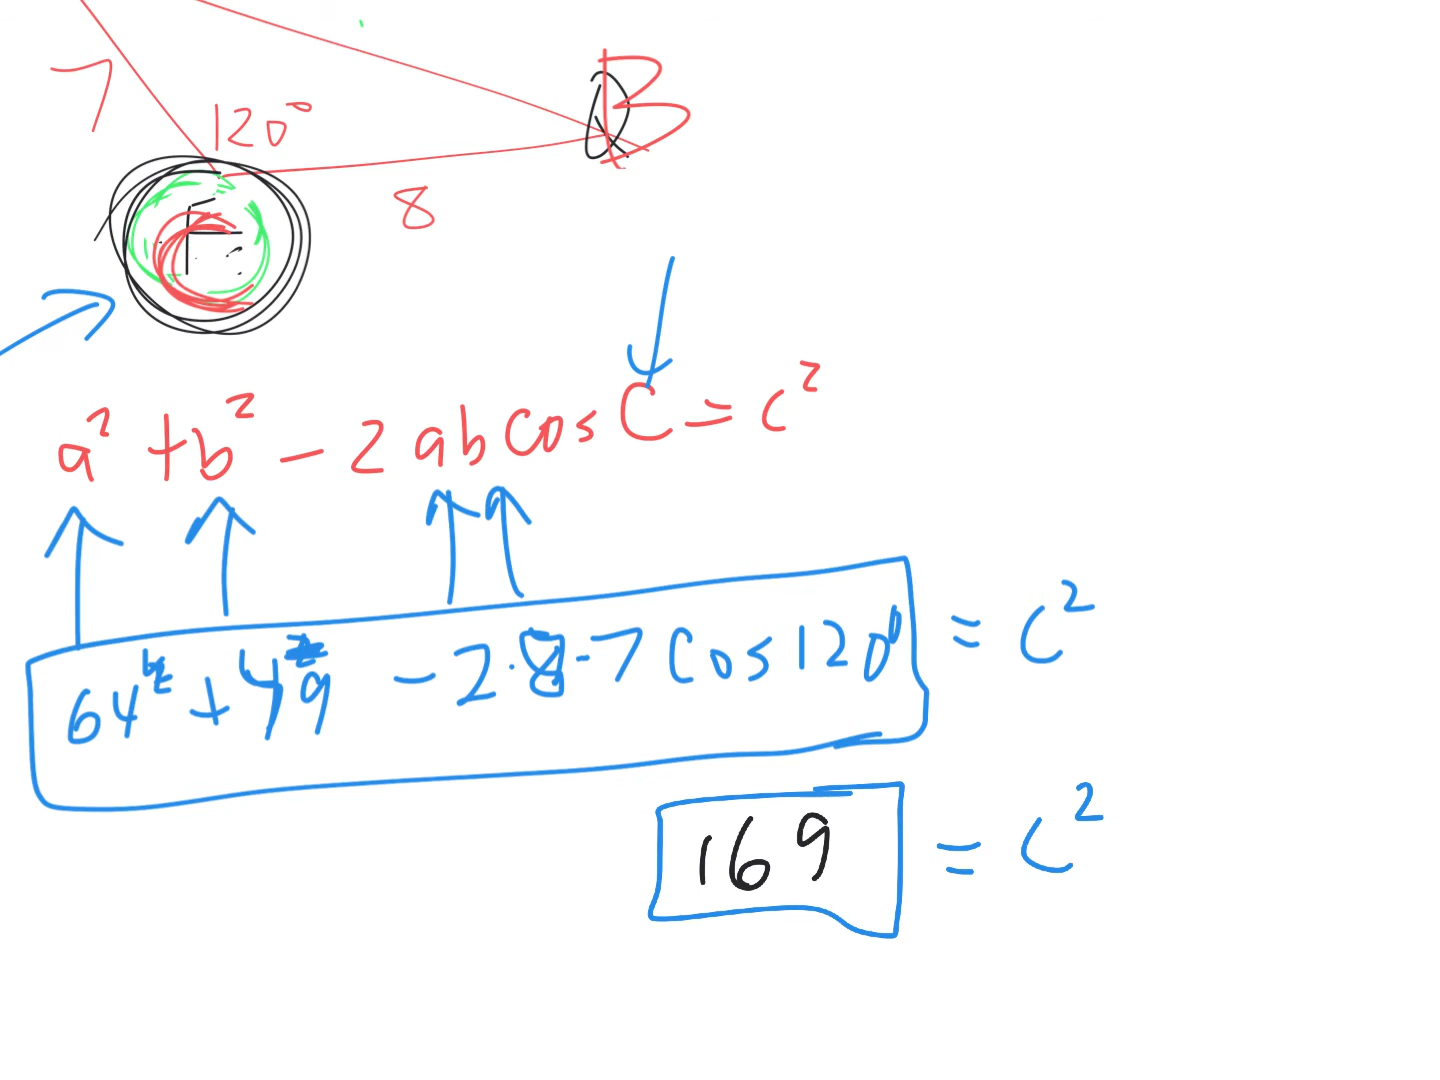 7
120°
B
8
F
a² + b² - 2ab cos C = c²
64 + 49 - 2 · 8 · 7 cos 120° = c²
169 = c²